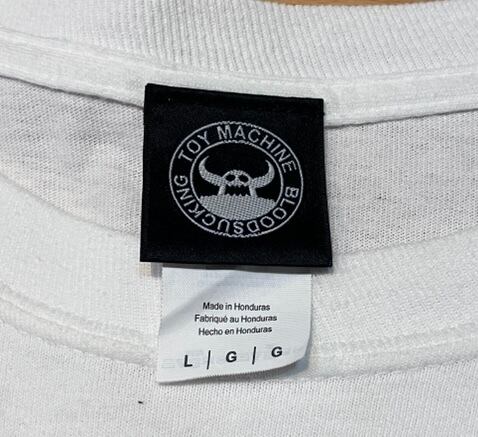 TOY MACHINE BLOODSUCKING
Made in Honduras
Fabriqué au Honduras
Hecho en Honduras
L | G | G